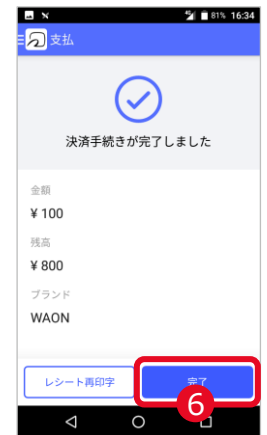 81% 16:34
支払
決済手続きが完了しました
金額
¥ 100
残高
¥ 800
ブランド
WAON
レシート再印字
完了
6